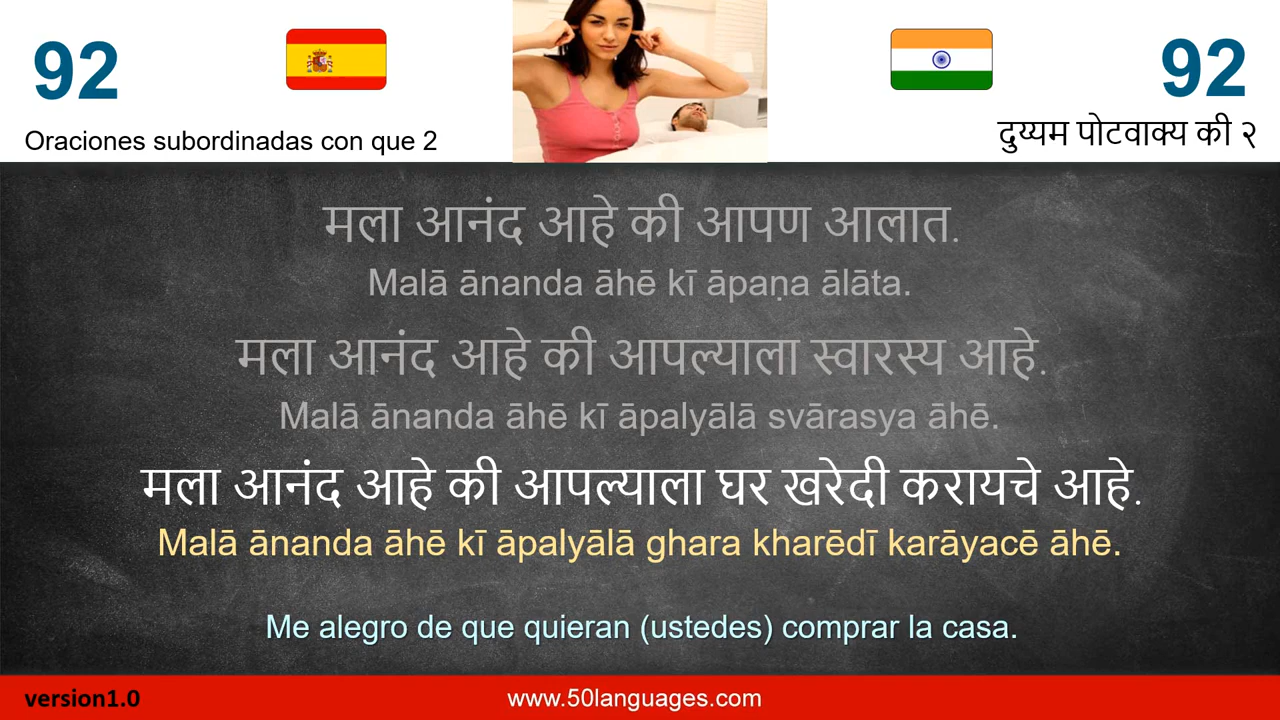 92
92
Oraciones subordinadas con que 2
दुय्यम पोटवाक्य की २
मला आनंद आहे की आपण आलात.
Malā ānanda āhē kī āpaṇa ālāta.
मला आनंद आहे की आपल्याला स्वारस्य आहे.
Malā ānanda āhē kī āpalyālā svārasya āhē.
मला आनंद आहे की आपल्याला घर खरेदी करायचे आहे.
Malā ānanda āhē kī āpalyālā ghara kharēdī karāyacē āhē.
Me alegro de que quieran (ustedes) comprar la casa.
version1.0
www.50languages.com